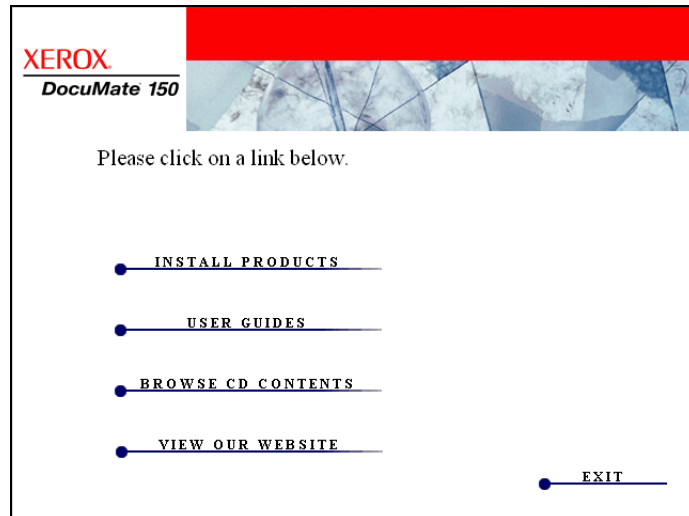 XEROX.
DocuMate 150
Please click on a link below.
INSTALL PRODUCTS
USER GUIDES
BROWSE CD CONTENTS
VIEW OUR WEBSITE
EXIT